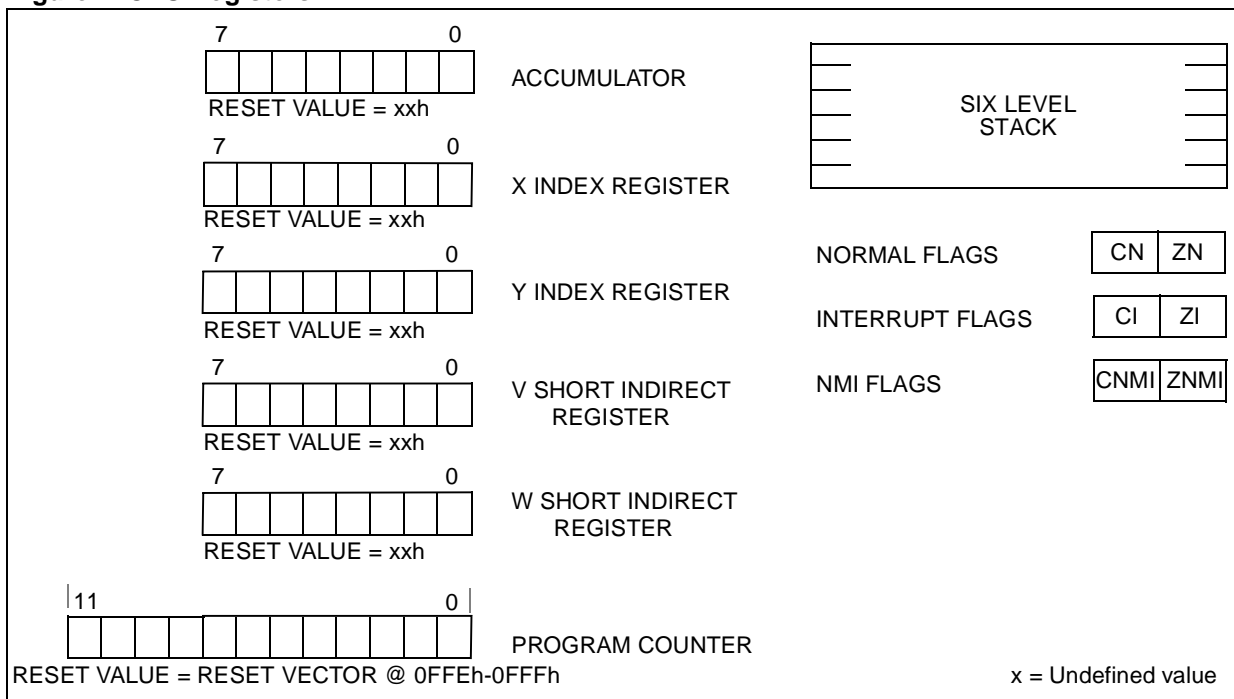 7 0
ACCUMULATOR
RESET VALUE = xxh
7 0
X INDEX REGISTER
RESET VALUE = xxh
7 0
Y INDEX REGISTER
RESET VALUE = xxh
7 0
V SHORT INDIRECT
REGISTER
RESET VALUE = xxh
7 0
W SHORT INDIRECT
REGISTER
RESET VALUE = xxh
11 0
PROGRAM COUNTER
RESET VALUE = RESET VECTOR @ 0FFEh-0FFFh
SIX LEVEL
STACK
NORMAL FLAGS CN ZN
INTERRUPT FLAGS CI ZI
NMI FLAGS CNMI ZNMI
x = Undefined value